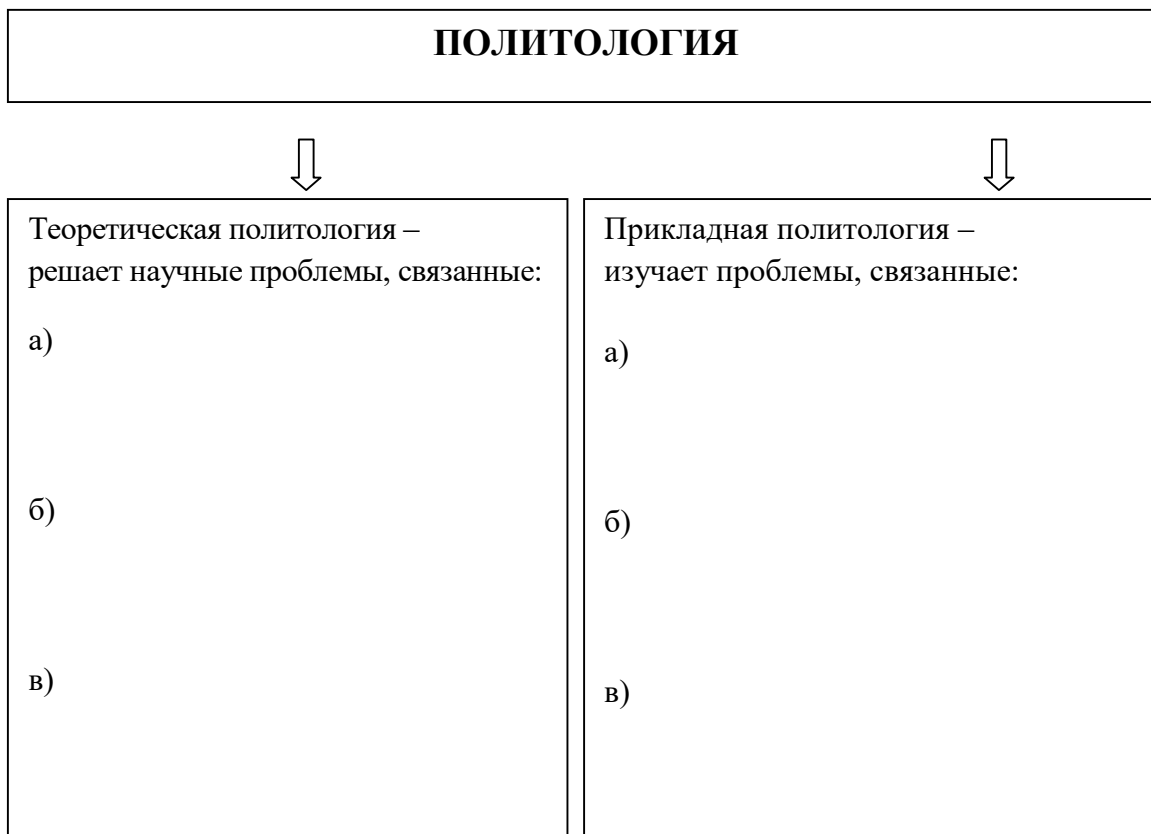 ПОЛИТОЛОГИЯ
Теоретическая политология –
решает научные проблемы, связанные:
а)
б)
в)
Прикладная политология –
изучает проблемы, связанные:
а)
б)
в)